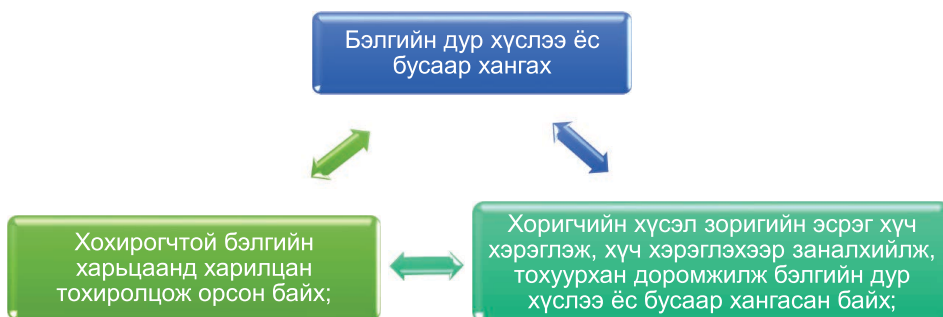 Бэлгийн дур хүслээ ёс
бусаар хангах
Хохирогчтой бэлгийн
харьцаанд харилцан
тохиролцож орсон байх;
Хоригчийн хүсэл зоригийн эсрэг хүч
хэрэглэж, хүч хэрэглэхээр заналхийлж,
тохуурхан доромжилж бэлгийн дур
хүслээ ёс бусаар хангасан байх;